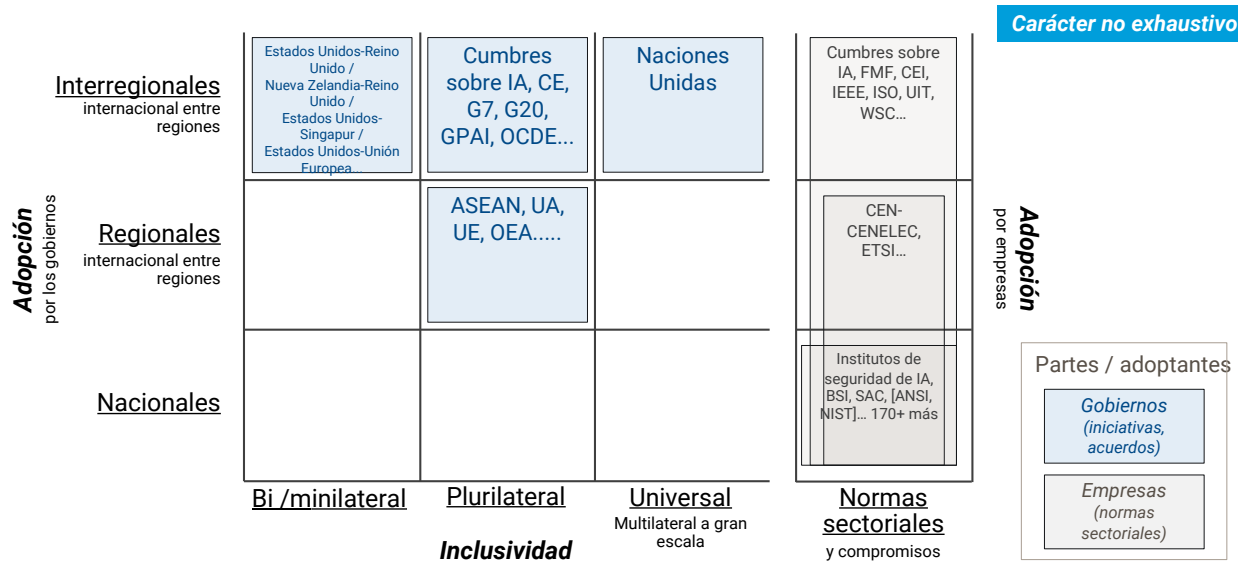 Carácter no exhaustivo
Interregionales
internacional entre
regiones
Estados Unidos-Reino
Unido /
Nueva Zelandia-Reino
Unido /
Estados Unidos-
Singapur /
Estados Unidos-Unión
Europea...
Cumbres
sobre IA, CE,
G7, G20,
GPAI, OCDE...
Naciones
Unidas
Cumbres sobre
IA, FMF, CEI,
IEEE, ISO, UIT,
WSC…
Adopción
por los gobiernos
Regionales
internacional entre
regiones
ASEAN, UA,
UE, OEA.....
CEN-
CENELEC,
ETSI…
Adopción
por empresas
Nacionales
Institutos de
seguridad de IA,
BSI, SAC, [ANSI,
NIST]… 170+ más
Partes / adoptantes
Gobiernos
(iniciativas,
acuerdos)
Empresas
(normas
sectoriales)
Bi /minilateral
Plurilateral
Universal
Multilateral a gran
escala
Normas
sectoriales
y compromisos
Inclusividad